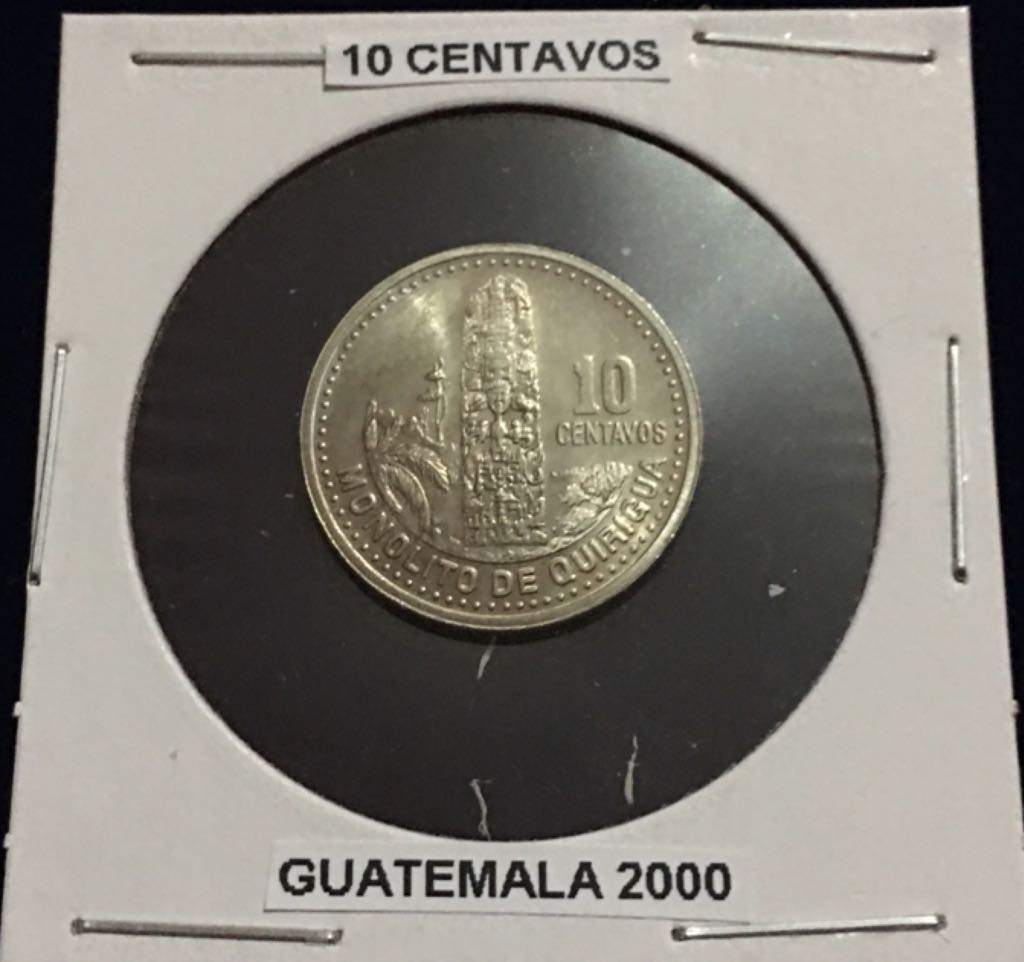 10 CENTAVOS
10
CENTAVOS
MONOLITO DE QUIRIGUA
GUATEMALA 2000